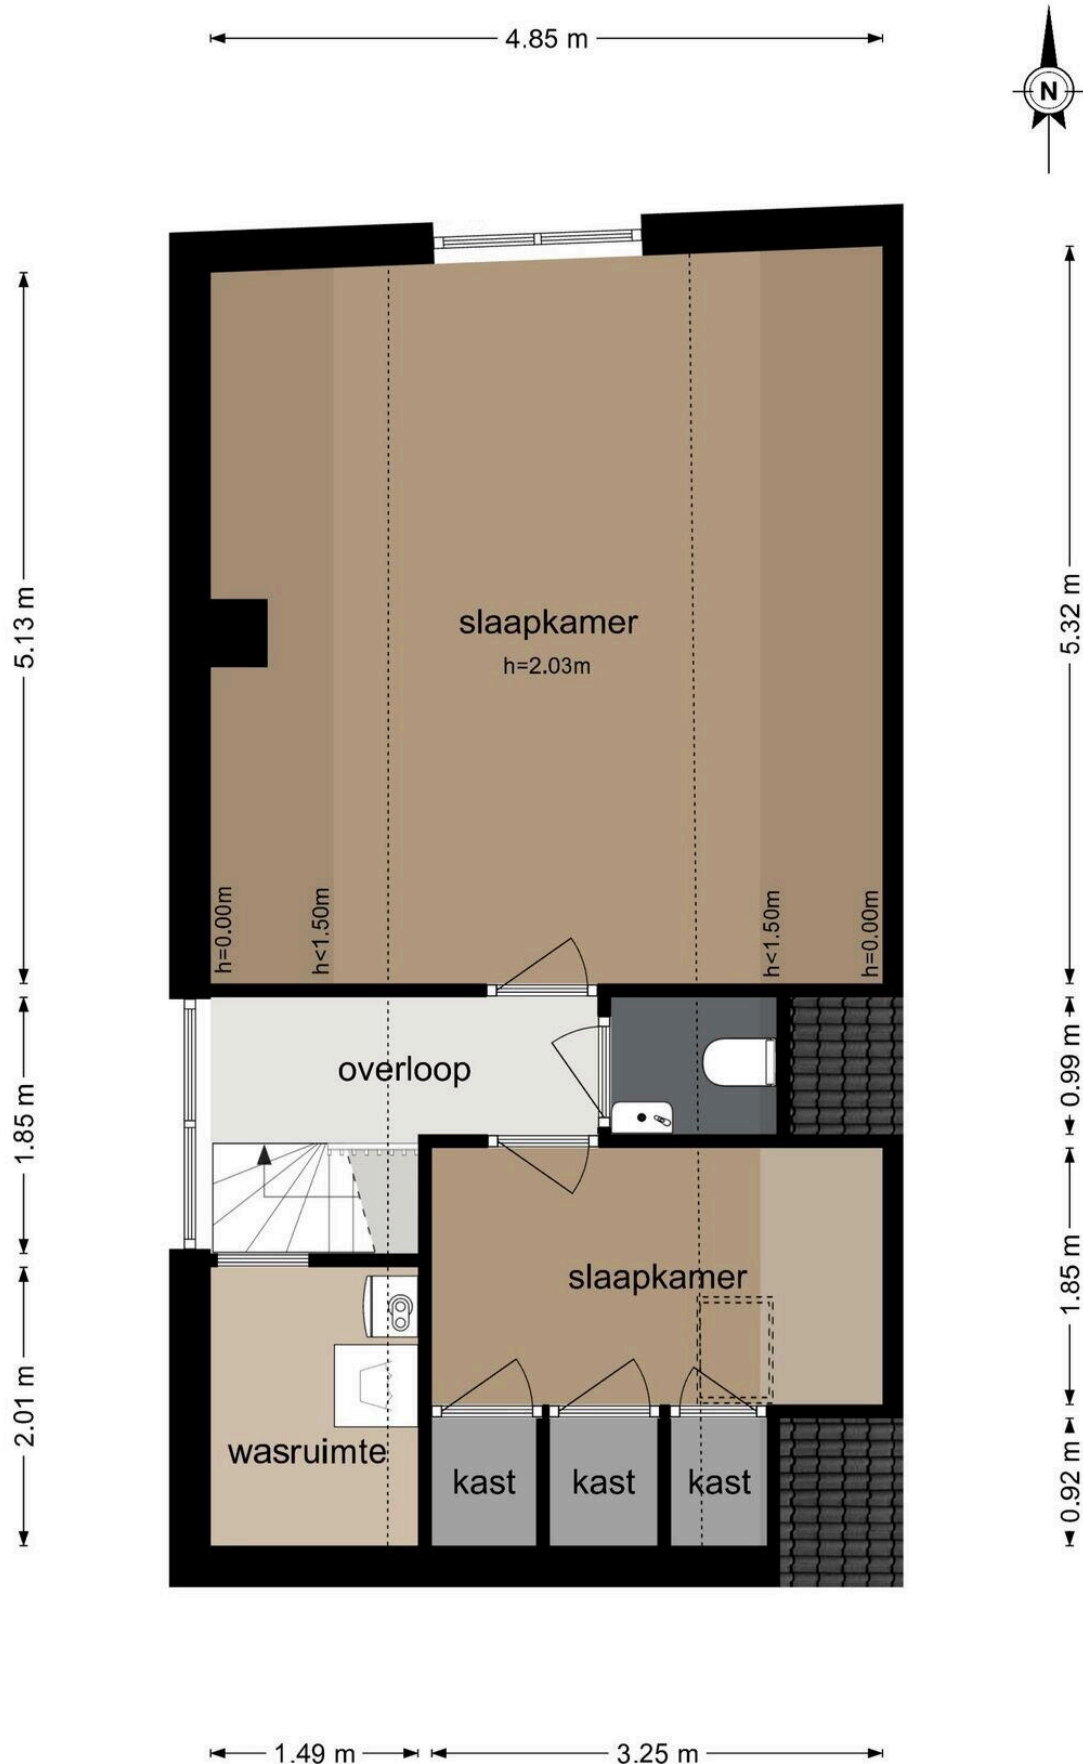 4.85 m
N
5.13 m
5.32 m
slaapkamer
h=2.03m
h=0.00m
h<1.50m
h<1.50m
h=0.00m
overloop
1.85 m
0.99 m
slaapkamer
1.85 m
2.01 m
wasruimte
kast
kast
kast
0.92 m
1.49 m
3.25 m